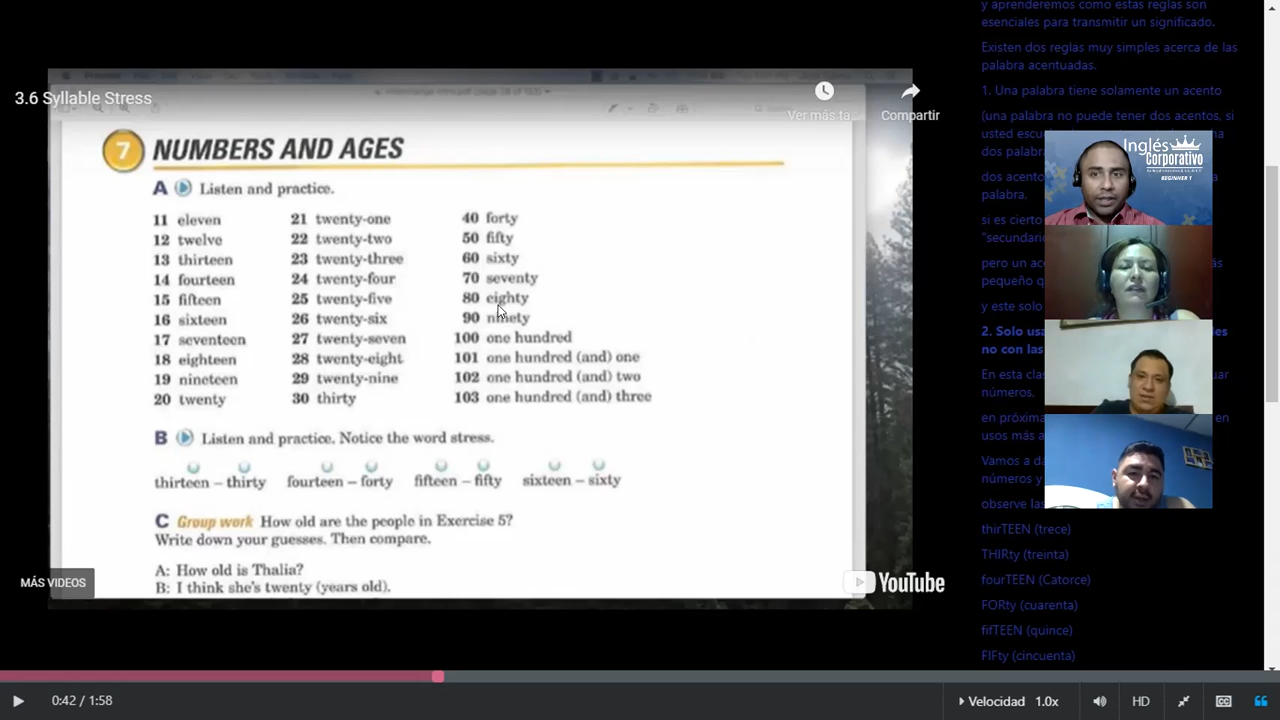 3.6 Syllable Stress
Ver más ta...
Compartir
7 NUMBERS AND AGES
A Listen and practice.
11 eleven
12 twelve
13 thirteen
14 fourteen
15 fifteen
16 sixteen
17 seventeen
18 eighteen
19 nineteen
20 twenty
21 twenty-one
22 twenty-two
23 twenty-three
24 twenty-four
25 twenty-five
26 twenty-six
27 twenty-seven
28 twenty-eight
29 twenty-nine
30 thirty
40 forty
50 fifty
60 sixty
70 seventy
80 eighty
90 ninety
100 one hundred
101 one hundred (and) one
102 one hundred (and) two
103 one hundred (and) three
B Listen and practice. Notice the word stress.
thirteen – thirty fourteen – forty fifteen – fifty sixteen – sixty
C Group work How old are the people in Exercise 5?
Write down your guesses. Then compare.
A: How old is Thalia?
B: I think she's twenty (years old).
MÁS VIDEOS
YouTube
0:42 / 1:58
Velocidad 1.0x
HD
CC
y aprenderemos como estas reglas son
esenciales para transmitir un significado.
Existen dos reglas muy simples acerca de las
palabra acentuadas.
1. Una palabra tiene solamente un acento
(una palabra no puede tener dos acentos, si
usted
dos
dos
palabra.
si es cierto
pero un
pequeño
y este solo
2. Solo
no con las
En esta
números.
en
usos más
Vamos a
números y
observe
thirTEEN (trece)
THIRty (treinta)
fourTEEN (Catorce)
FORty (cuarenta)
fifTEEN (quince)
FIFty (cincuenta)
Inglés
Corporativo
BEGINNER 1